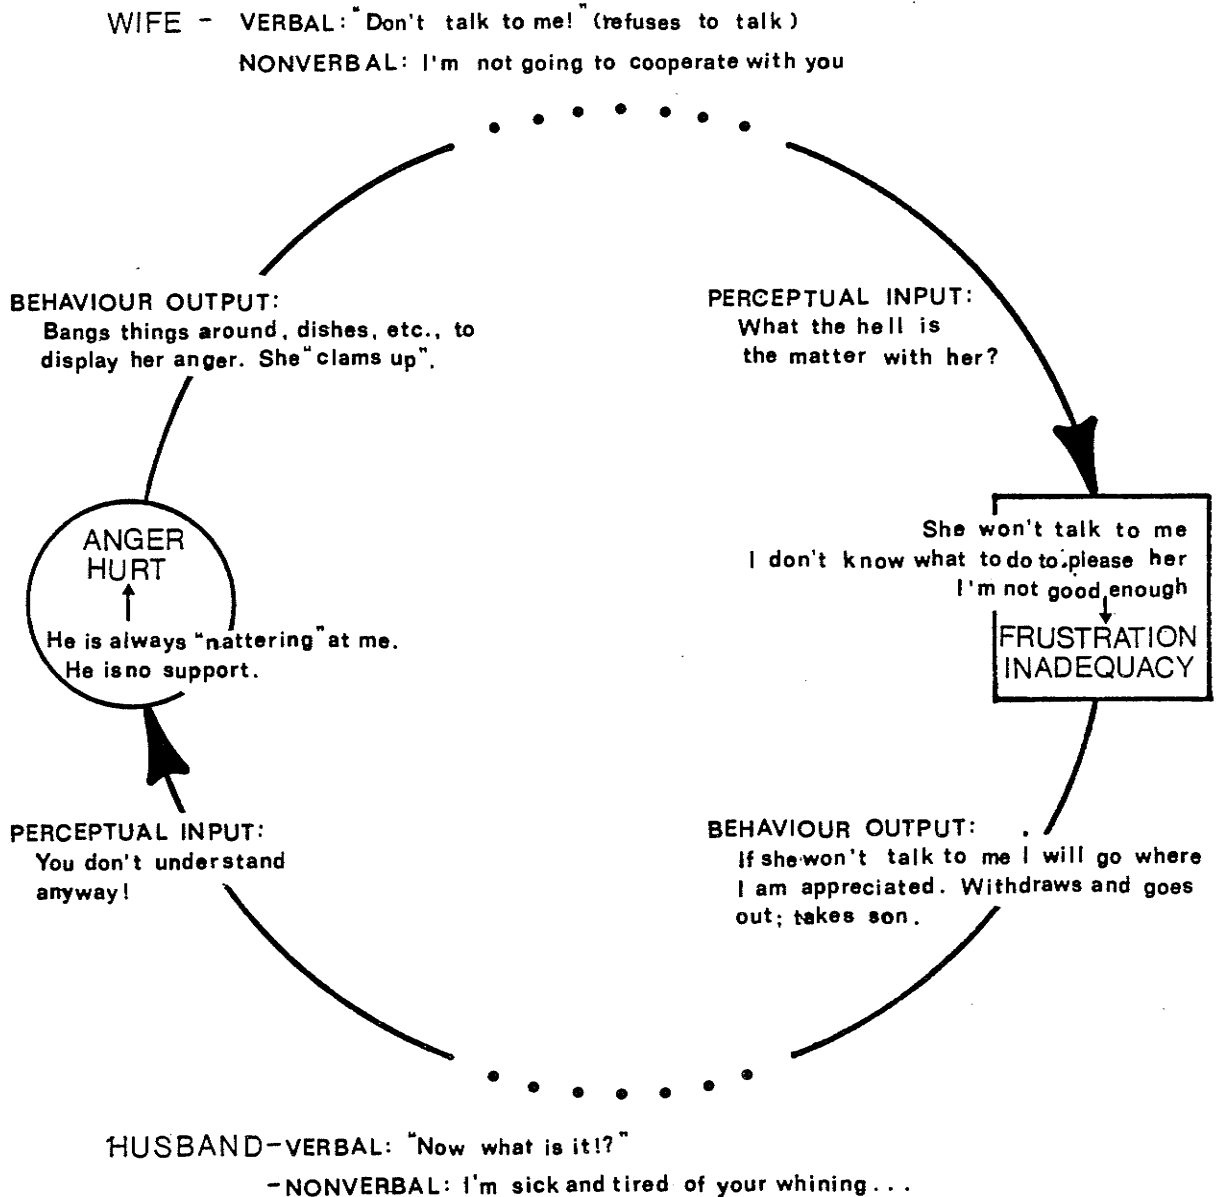 WIFE - VERBAL: "Don't talk to me!" (refuses to talk)
NONVERBAL: I'm not going to cooperate with you
BEHAVIOUR OUTPUT:
Bangs things around, dishes, etc., to
display her anger. She "clams up".
PERCEPTUAL INPUT:
What the hell is
the matter with her?
ANGER
HURT
He is always "nattering" at me.
He is no support.
She won't talk to me
I don't know what to do to please her
I'm not good enough
FRUSTRATION
INADEQUACY
PERCEPTUAL INPUT:
You don't understand
anyway!
BEHAVIOUR OUTPUT:
If she won't talk to me I will go where
I am appreciated. Withdraws and goes
out; takes son.
HUSBAND - VERBAL: "Now what is it!?"
- NONVERBAL: I'm sick and tired of your whining...